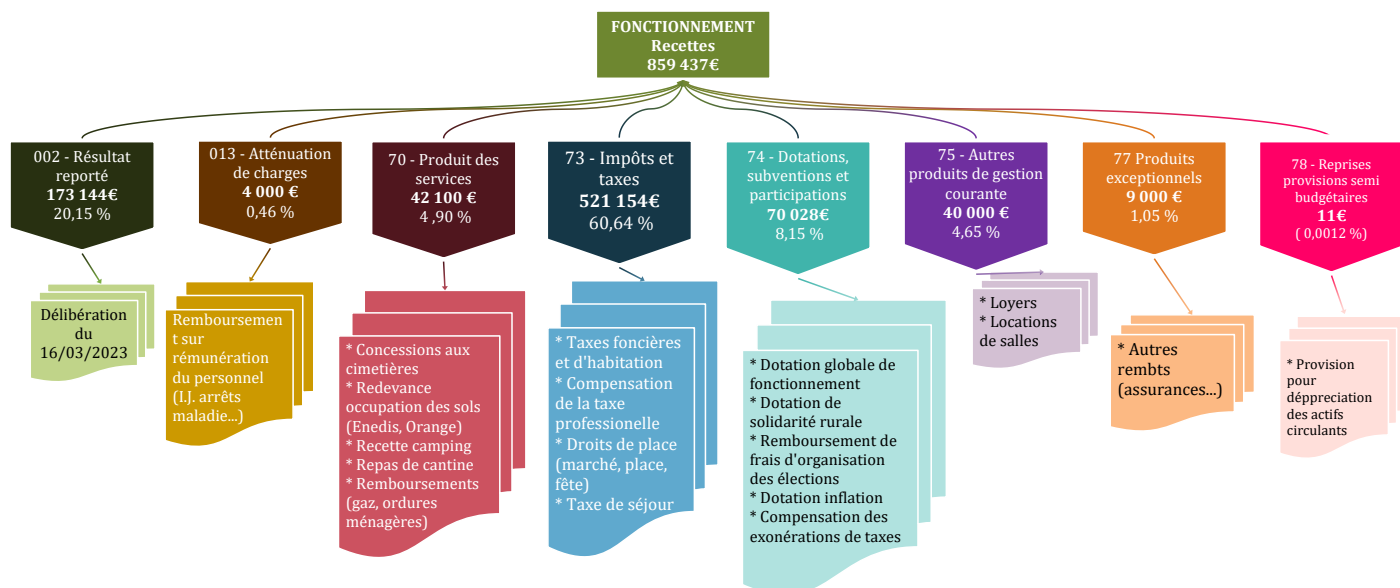 FONCTIONNEMENT
Recettes
859 437€
002 - Résultat
reporté
173 144€
20,15 %
013 - Atténuation
de charges
4 000 €
0,46 %
70 - Produit des
services
42 100 €
4 ,90 %
73 - Impôts et
taxes
521 154€
60,64 %
74 - Dotations,
subventions et
participations
70 028€
8,15 %
75 - Autres
produits de gestion
courante
40 000 €
4,65 %
77 Produits
exceptionnels
9 000 €
1,05 %
78 - Reprises
provisions semi
budgétaires
11€
( 0,0012 %)
Délibération
du
16/03/2023
Remboursemen
t sur
rémunération
du personnel
(I.J. arrêts
maladie...)
* Concessions aux
cimetières
* Redevance
occupation des sols
(Enedis, Orange)
* Recette camping
* Repas de cantine
* Remboursements
(gaz, ordures
ménagères)
* Taxes foncières
et d'habitation
* Compensation
de la taxe
professionelle
* Droits de place
(marché, place,
fête)
* Taxe de séjour
* Dotation globale de
fonctionnement
* Dotation de
solidarité rurale
* Remboursement de
frais d'organisation
des élections
* Dotation inflation
* Compensation des
exonérations de taxes
* Loyers
* Locations
de salles
* Autres
rembts
(assurances...)
* Provision
pour
déppreciation
des actifs
circulants